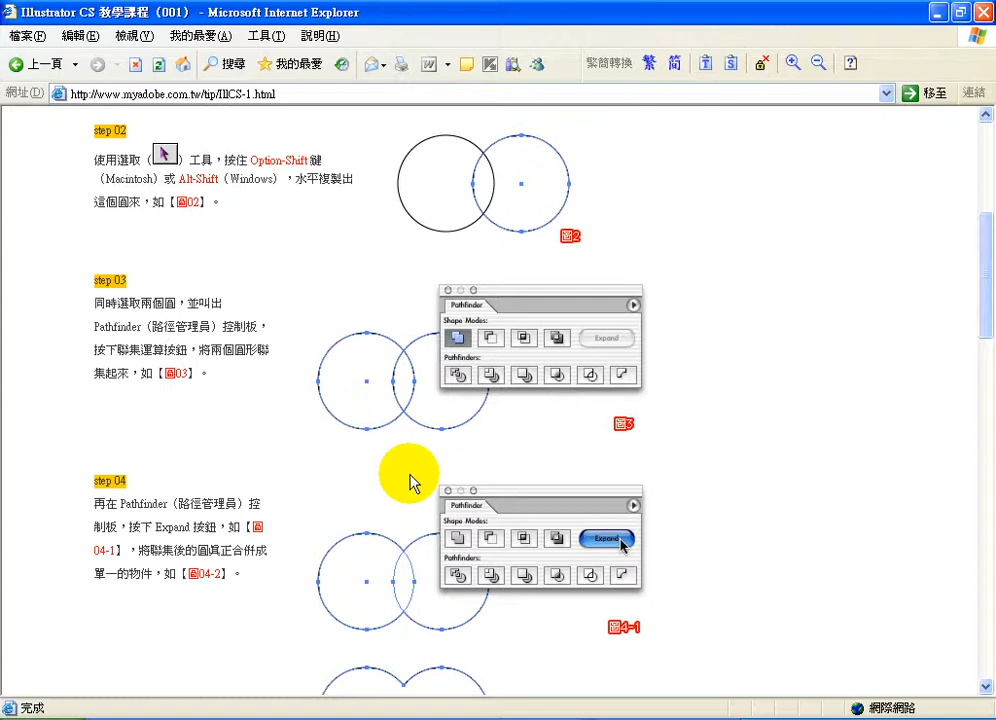 Illustrator CS 教學課程（001） - Microsoft Internet Explorer
檔案(F) 編輯(E) 檢視(V) 我的最愛(A) 工具(T) 說明(H)
上一頁 搜尋 我的最愛 繁簡轉換 繁 简
網址(D) http://www.myadobe.com.tw/tip/IllCS-1.html 移至 連結
step 02
使用選取（ ）工具，按住 Option-Shift 鍵
（Macintosh）或 Alt-Shift（Windows），水平複製出
這個圓來，如【圖02】。
圖2
step 03
同時選取兩個圓，並叫出
Pathfinder（路徑管理員）控制板，
按下聯集運算按鈕，將兩個圓形聯
集起來，如【圖03】。
Pathfinder
Shape Modes:
Expand
Pathfinders:
圖3
step 04
再在 Pathfinder（路徑管理員）控
制板，按下 Expand 按鈕，如【圖
04-1】，將聯集後的圓真正合併成
單一的物件，如【圖04-2】。
Pathfinder
Shape Modes:
Expand
Pathfinders:
圖4-1
完成 網際網路